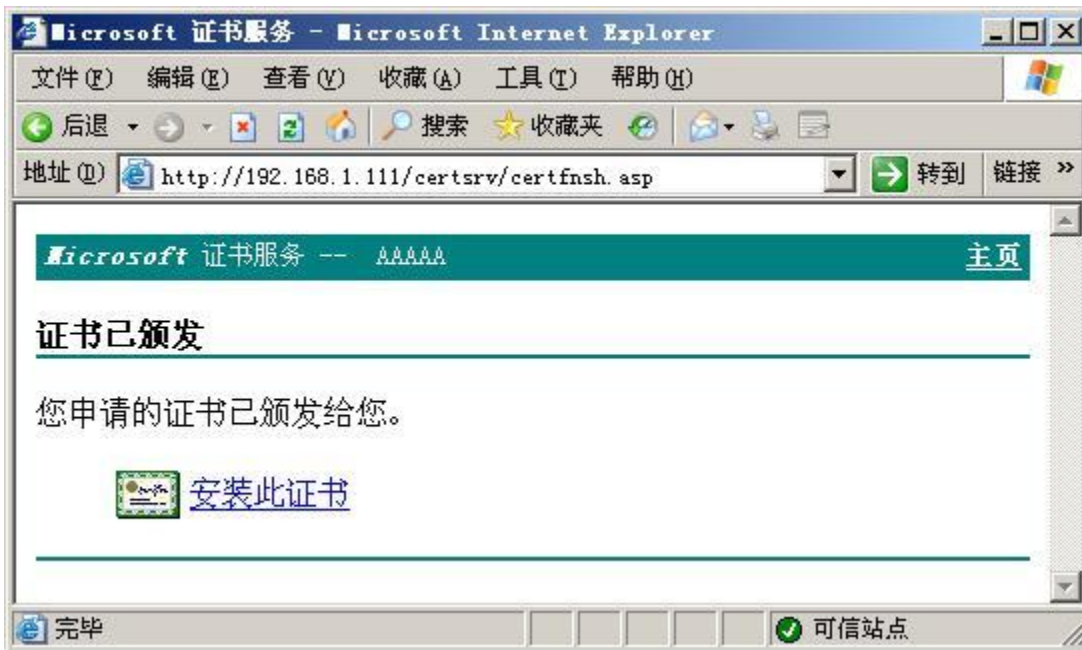 Microsoft 证书服务 - Microsoft Internet Explorer
文件(F) 编辑(E) 查看(V) 收藏(A) 工具(T) 帮助(H)
后退 搜索 收藏夹
地址(D) http://192.168.1.111/certsrv/certfnsh.asp 转到 链接 »
Microsoft 证书服务 -- AAAAA 主页
证书已颁发
您申请的证书已颁发给您。
安装此证书
完毕 可信站点